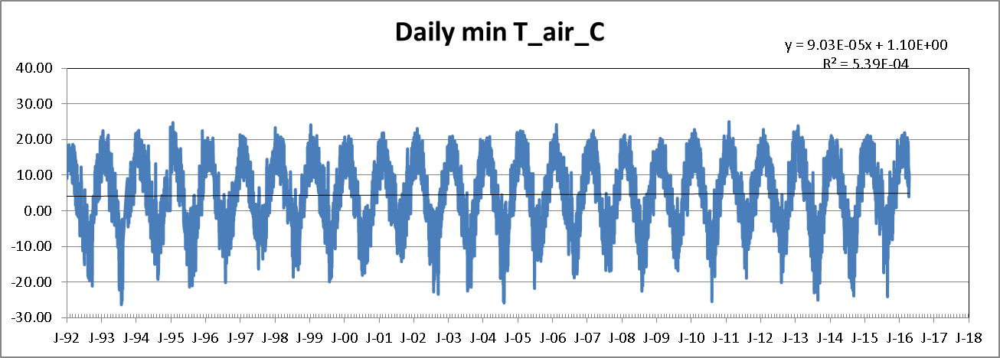 Daily min T_air_C
y = 9.03E-05x + 1.10E+00
R² = 5.39E-04
40.00
30.00
20.00
10.00
0.00
-10.00
-20.00
-30.00
J-92 J-93 J-94 J-95 J-96 J-97 J-98 J-99 J-00 J-01 J-02 J-03 J-04 J-05 J-06 J-07 J-08 J-09 J-10 J-11 J-12 J-13 J-14 J-15 J-16 J-17 J-18